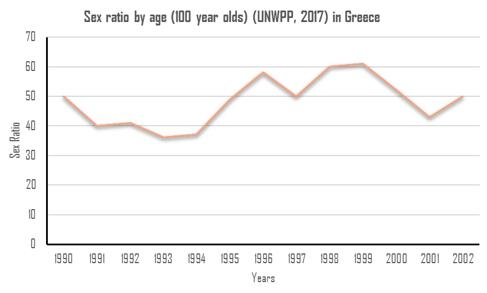 Sex ratio by age (100 year olds) (UNWPP, 2017) in Greece
70
60
50
40
30
20
10
0
Sex Ratio
1990 1991 1992 1993 1994 1995 1996 1997 1998 1999 2000 2001 2002
Years